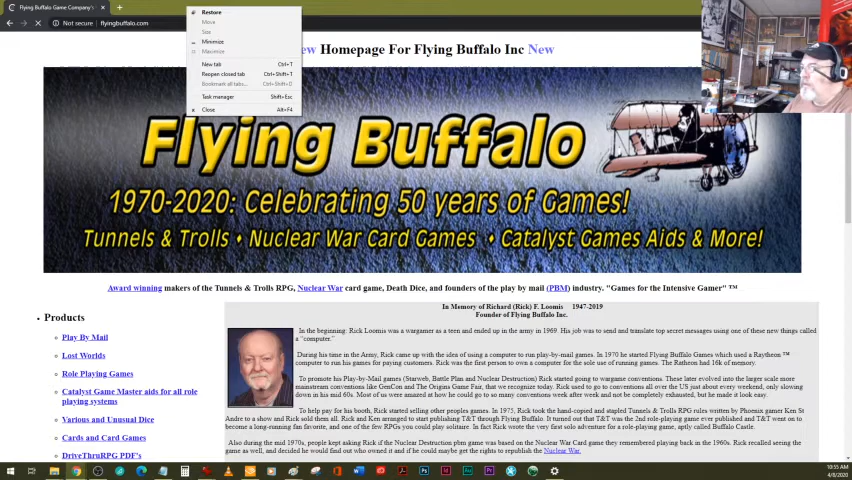 Flying Buffalo Game Company's
Not secure | flyingbuffalo.com
Restore
Move
Size
Minimize
Maximize
New tab Ctrl+T
Reopen closed tab Ctrl+Shift+T
Bookmark all tabs... Ctrl+Shift+D
Task manager Shift+Esc
Close Alt+F4
Homepage For Flying Buffalo Inc New
Flying Buffalo
1970-2020: Celebrating 50 years of Games!
Tunnels & Trolls • Nuclear War Card Games • Catalyst Games Aids & More!
Award winning makers of the Tunnels & Trolls RPG, Nuclear War card game, Death Dice, and founders of the play by mail (PBM) industry. "Games for the Intensive Gamer" ™
Products
Play By Mail
Lost Worlds
Role Playing Games
Catalyst Game Master aids for all role
playing systems
Various and Unusual Dice
Cards and Card Games
DriveThruRPG PDF's
In Memory of Richard (Rick) F. Loomis 1947-2019
Founder of Flying Buffalo Inc.
In the beginning: Rick Loomis was a wargamer as a teen and ended up in the army in 1969. His job was to send and translate top secret messages using one of these new things called
a "computer."
During his time in the Army, Rick came up with the idea of using a computer to run play-by-mail games. In 1970 he started Flying Buffalo Games which used a Raytheon ™
computer to run his games for paying customers. Rick was the first person to own a computer for the sole use of running games. The Raytheon had 16k of memory.
To promote his Play-by-Mail games (Starweb, Battle Plan and Nuclear Destruction) Rick started going to wargame conventions. These later evolved into the larger scale more
mainstream conventions like GenCon and The Origins Game Fair, that we recognize today. Rick use to go to conventions all over the US just about every weekend, only slowing
down in his mid 60s. Most of us were amazed at how he could go to so many conventions week after week and not be completely exhausted, but he made it look easy.
To help pay for his booth, Rick started selling other peoples games. In 1975, Rick took the hand-copied and stapled Tunnels & Trolls RPG rules written by Phoenix gamer Ken St
Andre to a show and Rick sold them all. Rick and Ken arranged to start publishing T&T through Flying Buffalo. It turned out that T&T was the 2nd role-playing game ever published and T&T went on to
become a long-running fan favorite, and one of the few RPGs you could play solitaire. In fact Rick wrote the very first solo adventure for a role-playing game, aptly called Buffalo Castle.
Also during the mid 1970s, people kept asking Rick if the Nuclear Destruction pbm game was based on the Nuclear War Card game they remembered playing back in the 1960s. Rick recalled seeing the
game as well, and decided he would find out who owned it and if he could maybe get the rights to republish the Nuclear War.
10:55 AM
4/8/2020